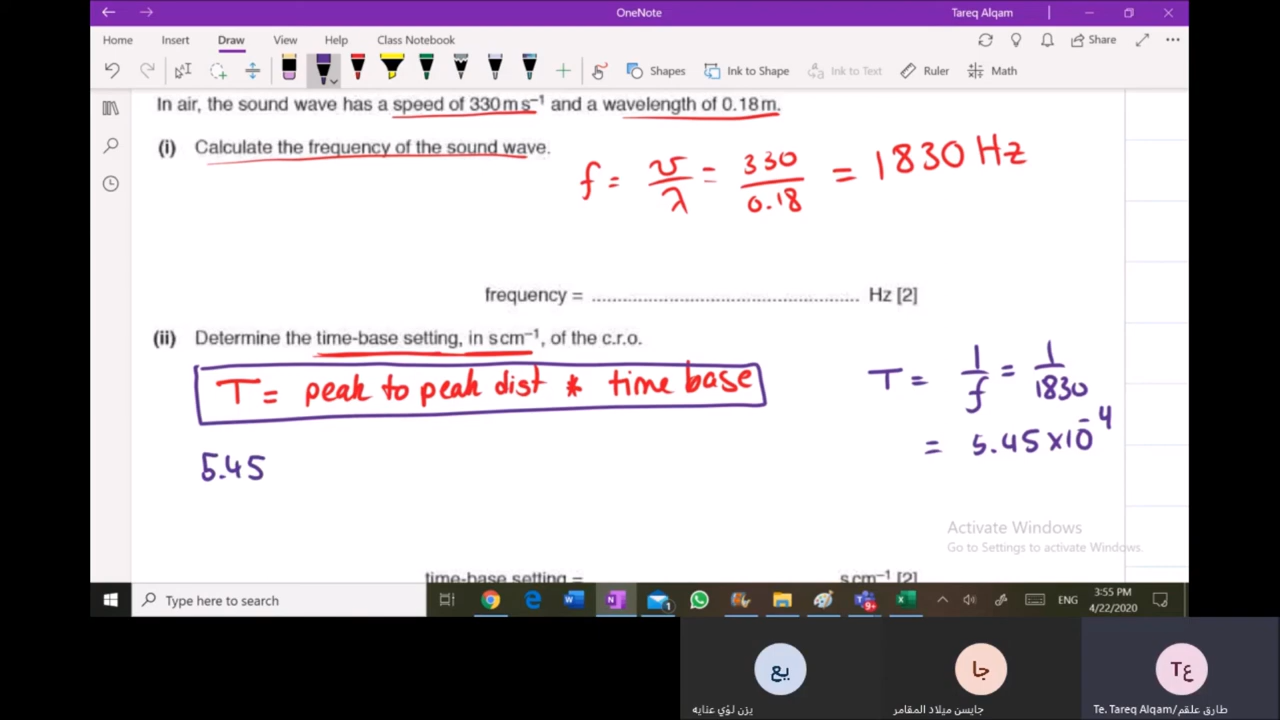 OneNote
Tareq Alqam
Home Insert Draw View Help Class Notebook
Share
Shapes Ink to Shape Ink to Text Ruler Math
In air, the sound wave has a speed of 330 m s⁻¹ and a wavelength of 0.18 m.
(i) Calculate the frequency of the sound wave.
f = v/λ = 330/0.18 = 1830 Hz
frequency = ............................................................ Hz [2]
(ii) Determine the time-base setting, in s cm⁻¹, of the c.r.o.
T = peak to peak dist * time base
T = 1/f = 1/1830
= 5.45 × 10⁻⁴
5.45
Activate Windows
Go to Settings to activate Windows.
time-base setting = s cm⁻¹ [2]
Type here to search
1
9+
ENG
3:55 PM
4/22/2020
يع
جا
طع
يزن لؤي عنايه
جايسن ميلاد المقامر
Te. Tareq Alqam/طارق علقم